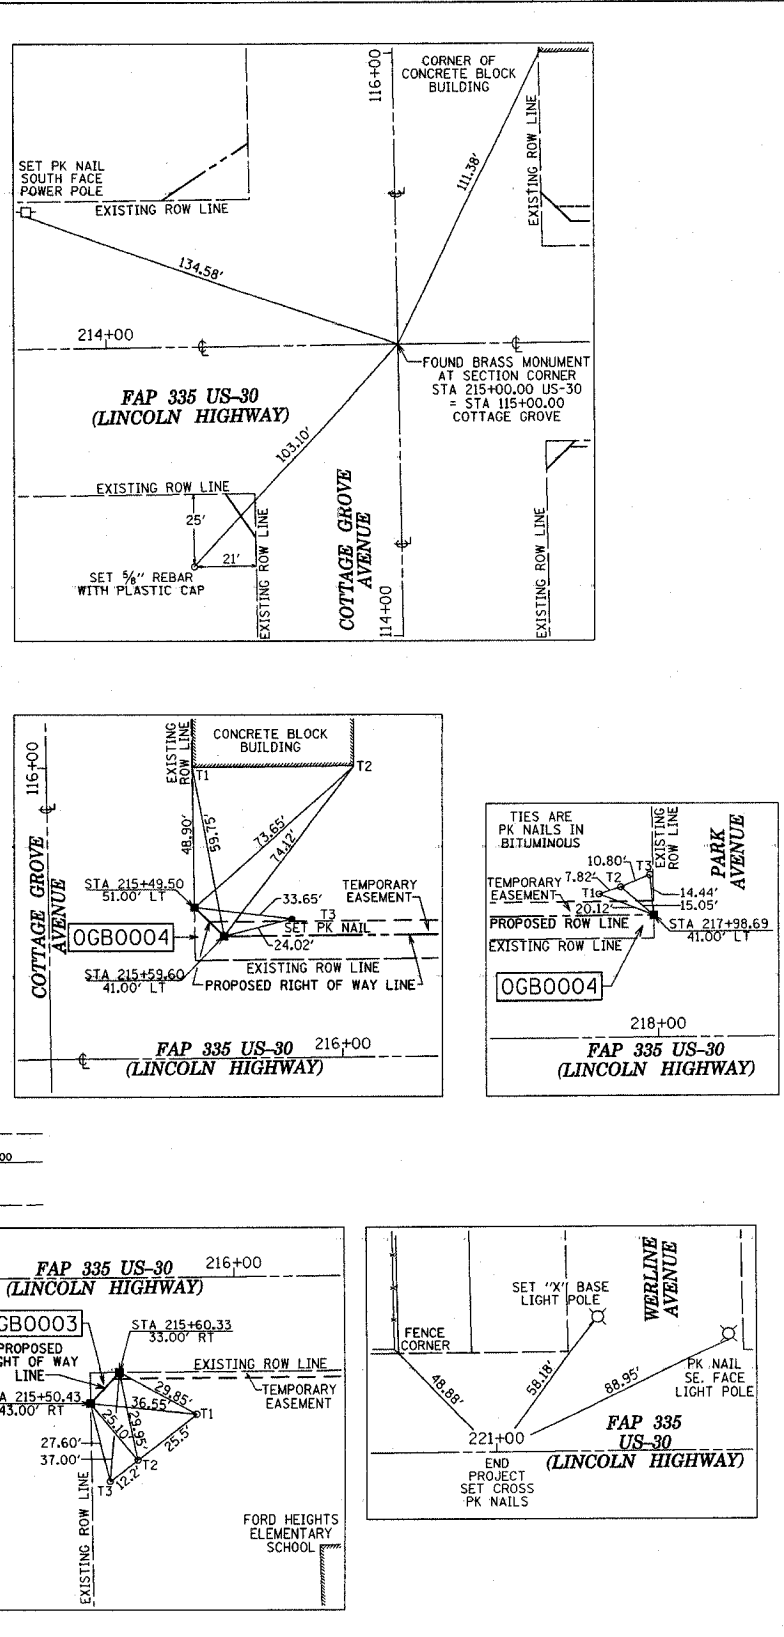 116+00
CORNER OF
CONCRETE BLOCK
BUILDING
111.38'
EXISTING ROW LINE
SET PK NAIL
SOUTH FACE
POWER POLE
EXISTING ROW LINE
134.58'
214+00
FOUND BRASS MONUMENT
AT SECTION CORNER
STA 215+00.00 US-30
= STA 115+00.00
COTTAGE GROVE
FAP 335 US-30
(LINCOLN HIGHWAY)
103.10'
EXISTING ROW LINE
25'
21'
SET 5/8" REBAR
WITH PLASTIC CAP
EXISTING ROW LINE
COTTAGE GROVE
AVENUE
114+00
EXISTING ROW LINE
116+00
EXISTING
ROW LINE
CONCRETE BLOCK
BUILDING
T1
T2
48.90'
59.75'
73.65'
74.12'
STA 215+49.50
51.00' LT
33.65'
TEMPORARY
EASEMENT
T3
SET PK NAIL
24.02'
COTTAGE GROVE
AVENUE
0GB0004
EXISTING ROW LINE
STA 215+59.60
41.00' LT
PROPOSED RIGHT OF WAY LINE
FAP 335 US-30
216+00
(LINCOLN HIGHWAY)
TIES ARE
PK NAILS IN
BITUMINOUS
EXISTING
ROW LINE
PARK
AVENUE
10.80'
T3
7.82'
T2
TEMPORARY
EASEMENT
T1
14.44'
15.05'
20.12'
PROPOSED ROW LINE
STA 217+98.69
41.00' LT
EXISTING ROW LINE
0GB0004
218+00
FAP 335 US-30
(LINCOLN HIGHWAY)
00
FAP 335 US-30
216+00
(LINCOLN HIGHWAY)
GB0003
STA 215+60.33
33.00' RT
PROPOSED
GHT OF WAY
LINE
EXISTING ROW LINE
TEMPORARY
EASEMENT
A 215+50.43
43.00' RT
29.85'
36.55'
T1
25.10'
29.95'
25.5'
27.60'
37.00'
T2
12.2'
T3
EXISTING ROW LINE
FORD HEIGHTS
ELEMENTARY
SCHOOL
SET "X" BASE
LIGHT POLE
WERLINE
AVENUE
FENCE
CORNER
PK NAIL
SE. FACE
LIGHT POLE
48.88'
58.18'
88.95'
221+00
FAP 335
US-30
(LINCOLN HIGHWAY)
END
PROJECT
SET CROSS
PK NAILS